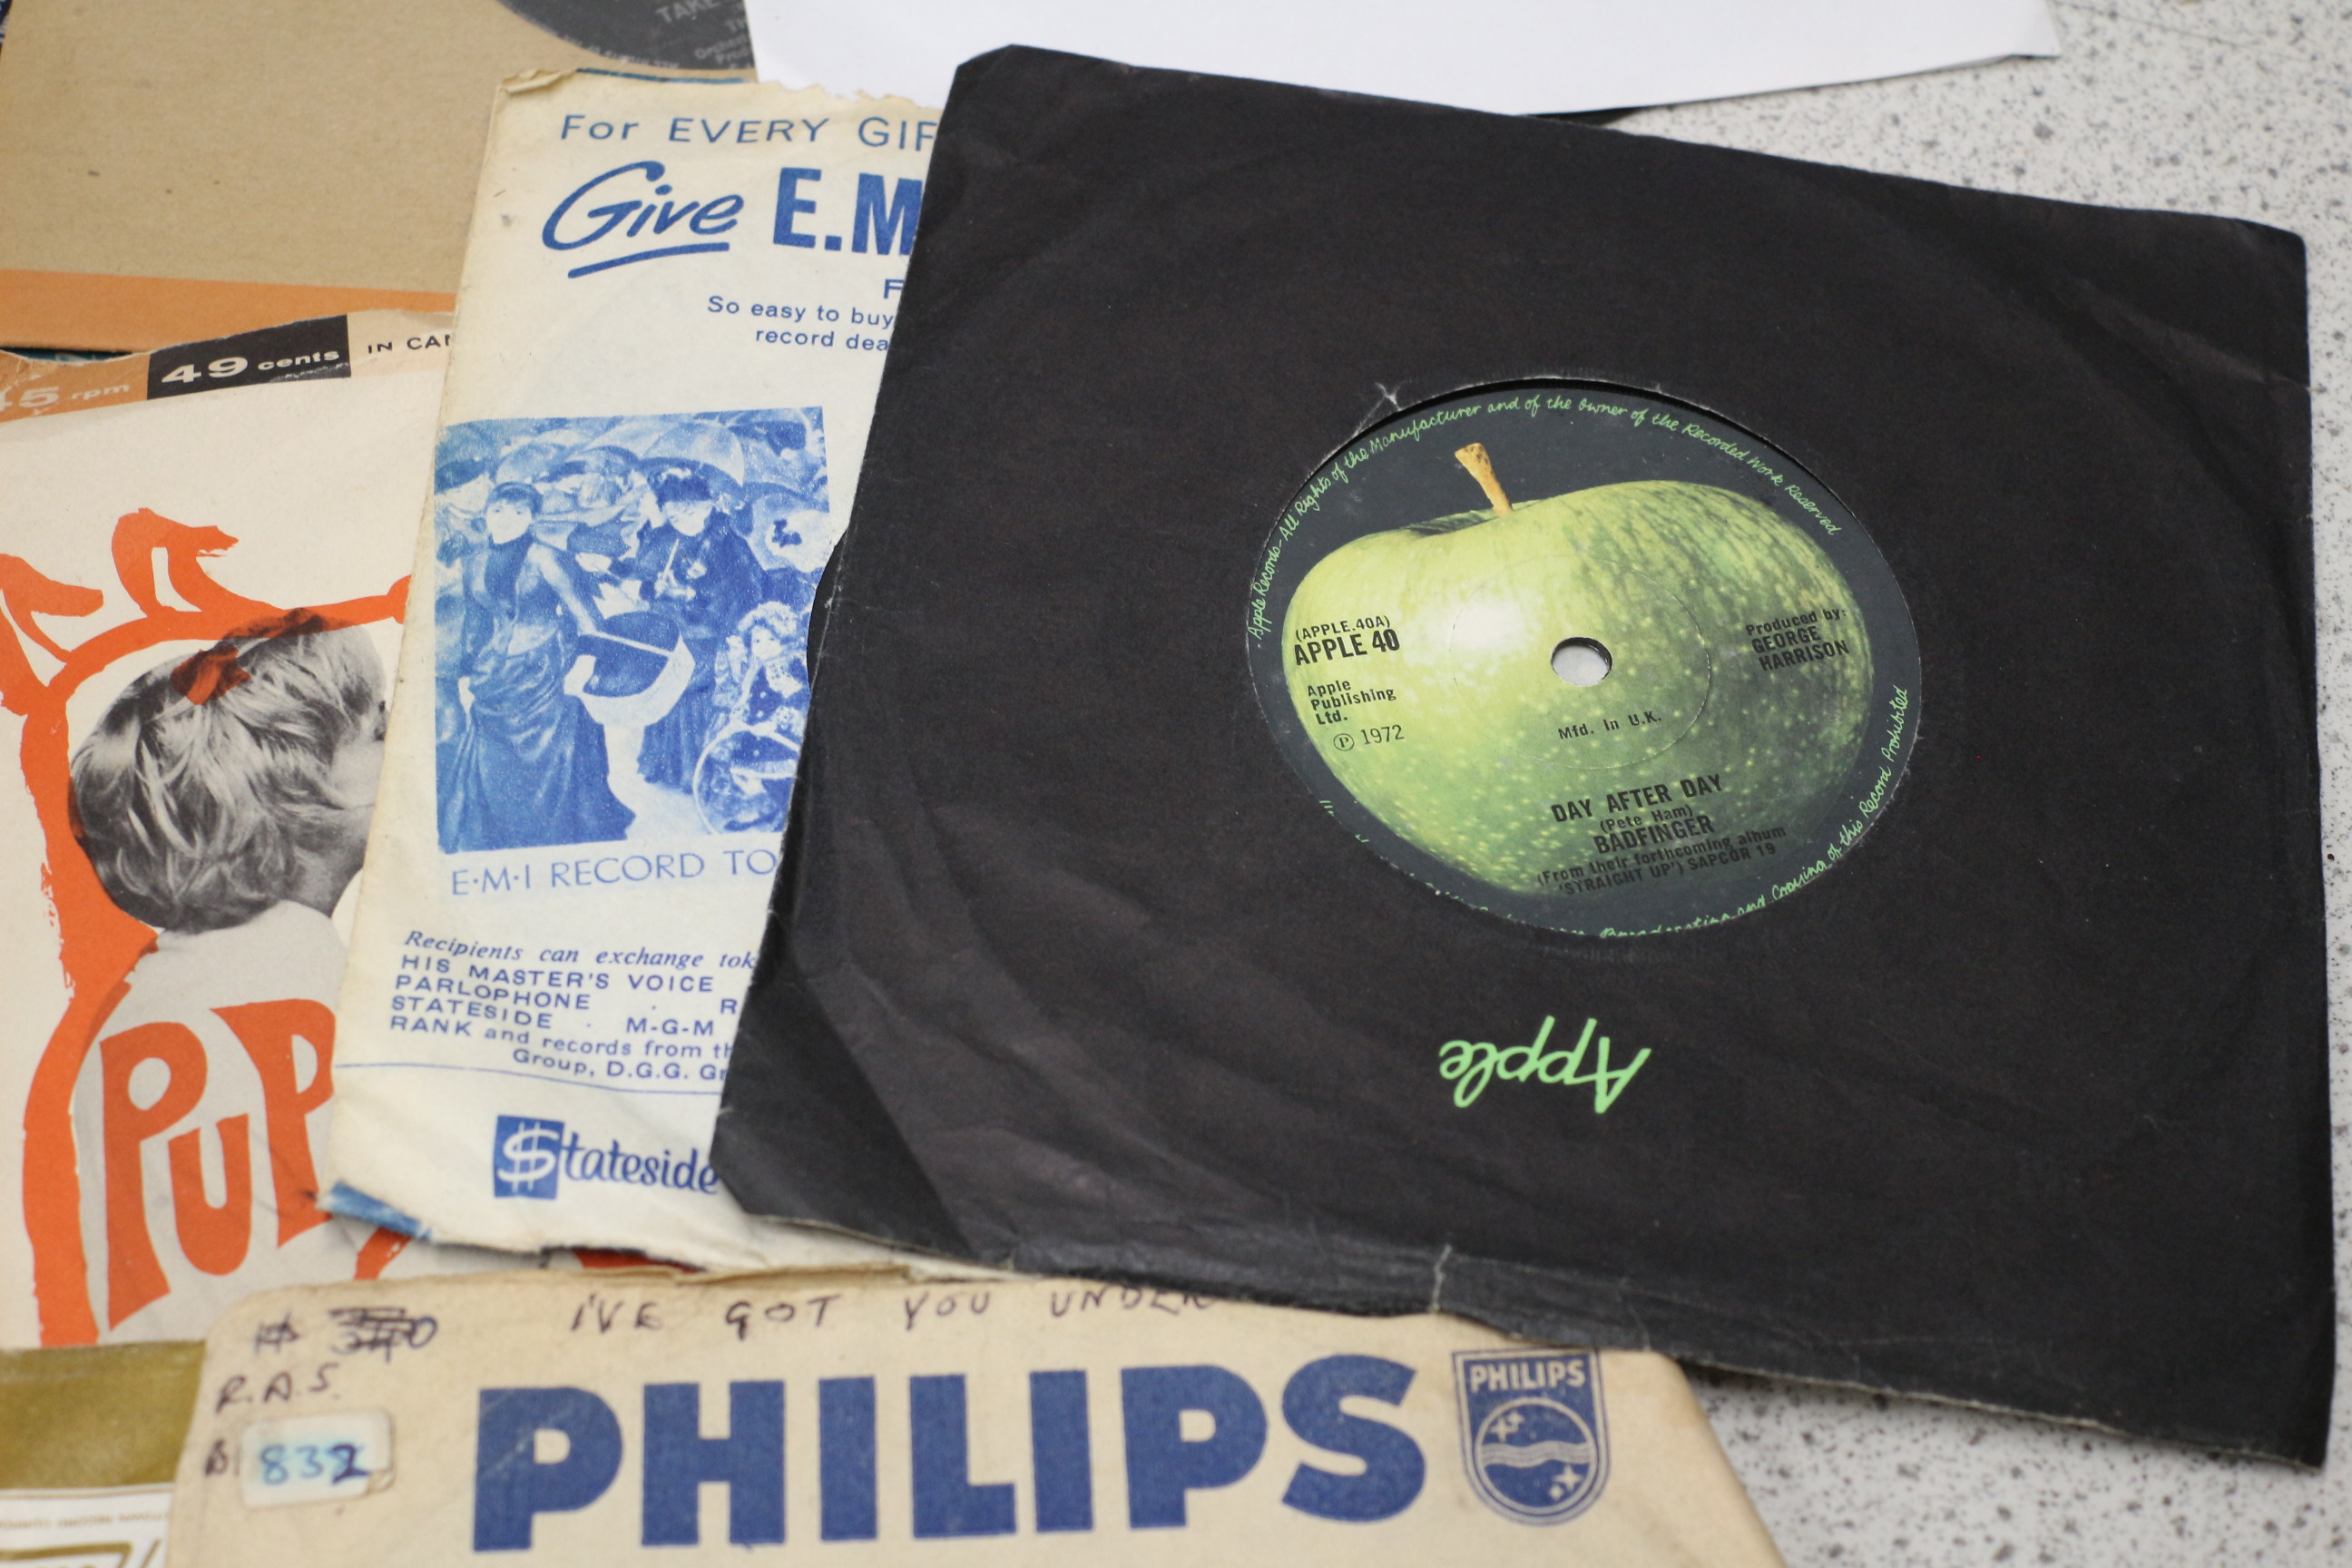 TAKE
For EVERY GIF
Give E.M
F
So easy to buy
record dea
45 rpm 49 cents IN CAN
E·M·I RECORD TO
Recipients can exchange tok
HIS MASTER'S VOICE
PARLOPHONE · R
STATESIDE · M-G-M
RANK and records from th
Group, D.G.G. Gr
Stateside
PUP
Apple Records-All Rights of the Manufacturer and of the Owner of the Recorded Work Reserved
(APPLE.40A)
APPLE 40
Apple
Publishing
Ltd.
℗ 1972
Produced by:
GEORGE
HARRISON
Mfd. In U.K.
DAY AFTER DAY
(Pete Ham)
BADFINGER
(From their forthcoming album
'STRAIGHT UP') SAPCOR 19
Broadcasting and Copying of this Record Prohibited
Apple
I'VE GOT YOU UNDER
R.A.S.
B 832
PHILIPS
PHILIPS